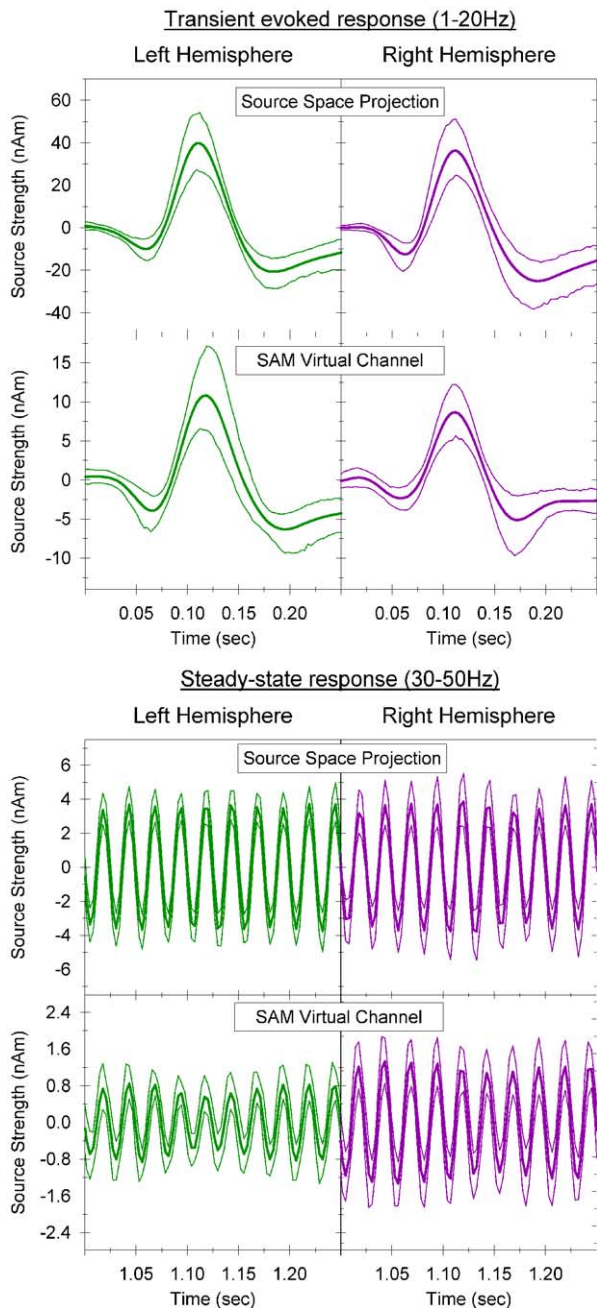 Transient evoked response (1-20Hz)
Left Hemisphere Right Hemisphere
Source Space Projection
Source Strength (nAm)
60
40
20
0
-20
-40
SAM Virtual Channel
Source Strength (nAm)
15
10
5
0
-5
-10
0.05 0.10 0.15 0.20 0.05 0.10 0.15 0.20
Time (sec) Time (sec)
Steady-state response (30-50Hz)
Left Hemisphere Right Hemisphere
Source Space Projection
Source Strength (nAm)
6
4
2
0
-2
-4
-6
SAM Virtual Channel
Source Strength (nAm)
2.4
1.6
0.8
0.0
-0.8
-1.6
-2.4
1.05 1.10 1.15 1.20 1.05 1.10 1.15 1.20
Time (sec) Time (sec)